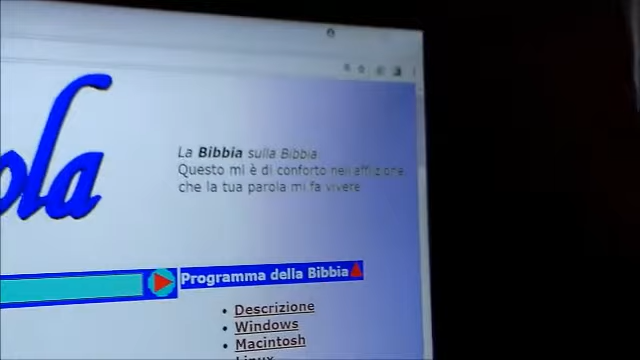 ola
La Bibbia sulla Bibbia:
Questo mi è di conforto nell'afflizione,
che la tua parola mi fa vivere
Programma della Bibbia
Descrizione
Windows
Macintosh
Linux